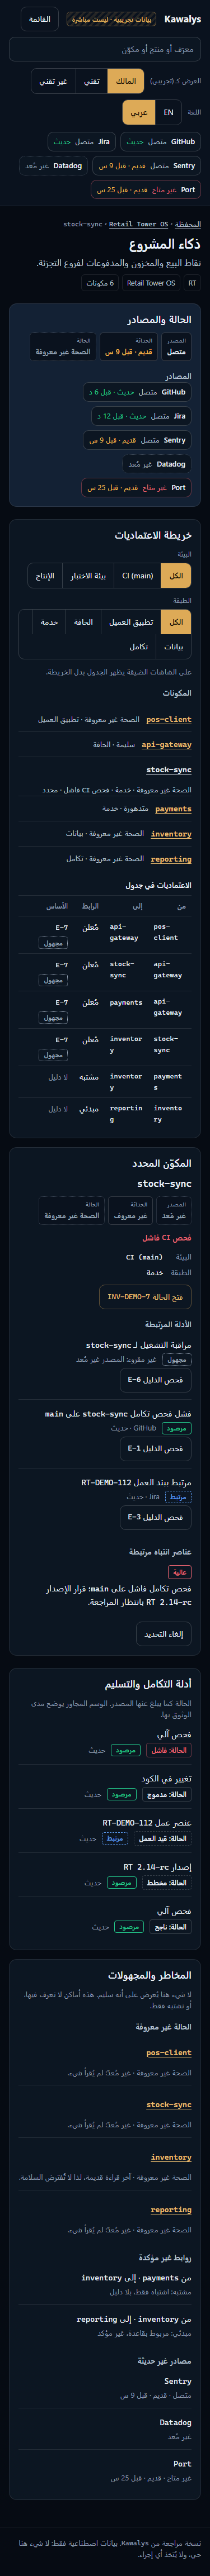 Kawalys
بيانات تجريبية · ليست مباشرة
القائمة
معرّف أو منتج أو مكوّن
العرض كـ (تجريبي)
المالك
تقني
غير تقني
اللغة
EN
عربي
GitHub متصل حديث
Jira متصل حديث
Sentry متصل قديم · قبل 9 س
Datadog غير مُعد
Port غير متاح قديم · قبل 25 س
المحفظة › Retail Tower OS › stock-sync
ذكاء المشروع
نقاط البيع والمخزون والمدفوعات لفروع التجزئة.
RT
Retail Tower OS
6 مكونات
الحالة والمصادر
المصدر
متصل
الحداثة
قديم · قبل 9 س
الحالة
الصحة غير معروفة
المصادر
GitHub متصل حديث · قبل 6 د
Jira متصل حديث · قبل 12 د
Sentry متصل قديم · قبل 9 س
Datadog غير مُعد
Port غير متاح قديم · قبل 25 س
خريطة الاعتماديات
البيئة
الكل
CI (main)
بيئة الاختبار
الإنتاج
الطبقة
الكل
تطبيق العميل
الحافة
خدمة
بيانات
تكامل
على الشاشات الضيقة يظهر الجدول بدل الخريطة.
المكونات
pos-client الصحة غير معروفة · تطبيق العميل
api-gateway سليمة · الحافة
stock-sync
الصحة غير معروفة · خدمة · فحص CI فاشل · محدد
payments متدهورة · خدمة
inventory الصحة غير معروفة · بيانات
reporting الصحة غير معروفة · تكامل
الاعتماديات في جدول
من
إلى
الرابط
الأساس
pos-client
api-gateway
مُعلن
E-7
مجهول
api-gateway
stock-sync
مُعلن
E-7
مجهول
api-gateway
payments
مُعلن
E-7
مجهول
stock-sync
inventory
مُعلن
E-7
مجهول
payments
inventory
مشتبه
لا دليل
inventory
reporting
مبدئي
لا دليل
المكوّن المحدد
stock-sync
المصدر
غير مُعد
الحداثة
غير معروف
الحالة
الصحة غير معروفة
فحص CI فاشل
البيئة CI (main)
الطبقة خدمة
فتح الحالة INV-DEMO-7
الأدلة المرتبطة
مراقبة التشغيل لـ stock-sync
مجهول غير مقروء: المصدر غير مُعد
فحص الدليل E-6
فشل فحص تكامل stock-sync على main
مرصود GitHub · حديث
فحص الدليل E-1
مرتبط ببند العمل RT-DEMO-112
مرتبط Jira · حديث
فحص الدليل E-3
عناصر انتباه مرتبطة
عالية
فحص تكامل فاشل على main؛ قرار الإصدار
RT 2.14-rc بانتظار المراجعة.
إلغاء التحديد
أدلة التكامل والتسليم
الحالة كما يبلغ عنها المصدر. الوسم المجاور يوضح مدى
الوثوق بها.
فحص آلي
الحالة: فاشل مرصود حديث
تغيير في الكود
الحالة: مدموج مرصود حديث
عنصر عمل RT-DEMO-112
الحالة: قيد العمل مرتبط حديث
إصدار RT 2.14-rc
الحالة: مخطط مرصود حديث
فحص آلي
الحالة: ناجح مرصود حديث
المخاطر والمجهولات
لا شيء هنا يُعرض على أنه سليم. هذه أماكن لا نعرف فيها،
أو نشتبه فقط.
الحالة غير معروفة
pos-client
الصحة غير معروفة · غير مُعدّ؛ لم يُقرأ شيء.
stock-sync
الصحة غير معروفة · غير مُعدّ؛ لم يُقرأ شيء.
inventory
الصحة غير معروفة · آخر قراءة قديمة، لذا لا تُفترض السلامة.
reporting
الصحة غير معروفة · غير مُعدّ؛ لم يُقرأ شيء.
روابط غير مؤكدة
من payments · إلى inventory
مشتبه: اشتباه فقط، بلا دليل
من inventory · إلى reporting
مبدئي: مربوط بقاعدة، غير مؤكد
مصادر غير حديثة
Sentry
متصل · قديم · قبل 9 س
Datadog
غير مُعد
Port
غير متاح · قديم · قبل 25 س
نسخة مراجعة من Kawalys. بيانات اصطناعية فقط؛ لا شيء هنا
حي، ولا يُتخذ أي إجراء.